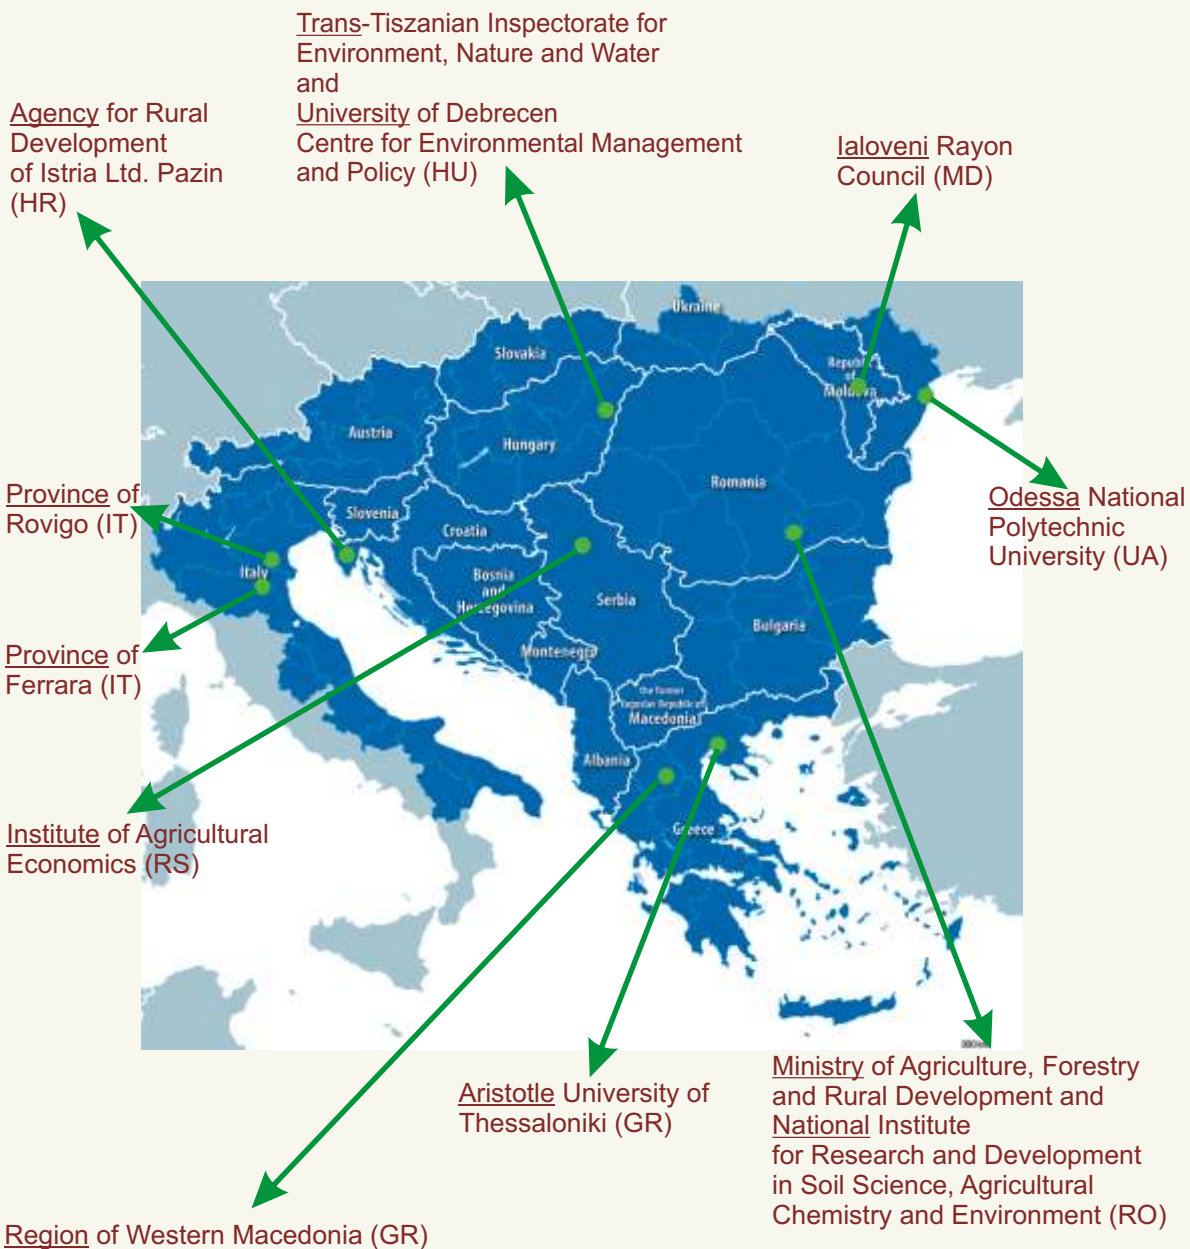 Trans-Tiszanian Inspectorate for
Environment, Nature and Water
and
University of Debrecen
Centre for Environmental Management
and Policy (HU)
Agency for Rural
Development
of Istria Ltd. Pazin
(HR)
Ialoveni Rayon
Council (MD)
Ukraine
Slovakia
Republic
of
Moldova
Austria
Hungary
Romania
Province of
Rovigo (IT)
Slovenia
Croatia
Odessa National
Polytechnic
University (UA)
Italy
Bosnia
and
Herzegovina
Serbia
Bulgaria
Montenegro
Province of
Ferrara (IT)
the former
Yugoslav Republic of
Macedonia
Albania
Greece
Institute of Agricultural
Economics (RS)
Aristotle University of
Thessaloniki (GR)
Ministry of Agriculture, Forestry
and Rural Development and
National Institute
for Research and Development
in Soil Science, Agricultural
Chemistry and Environment (RO)
Region of Western Macedonia (GR)